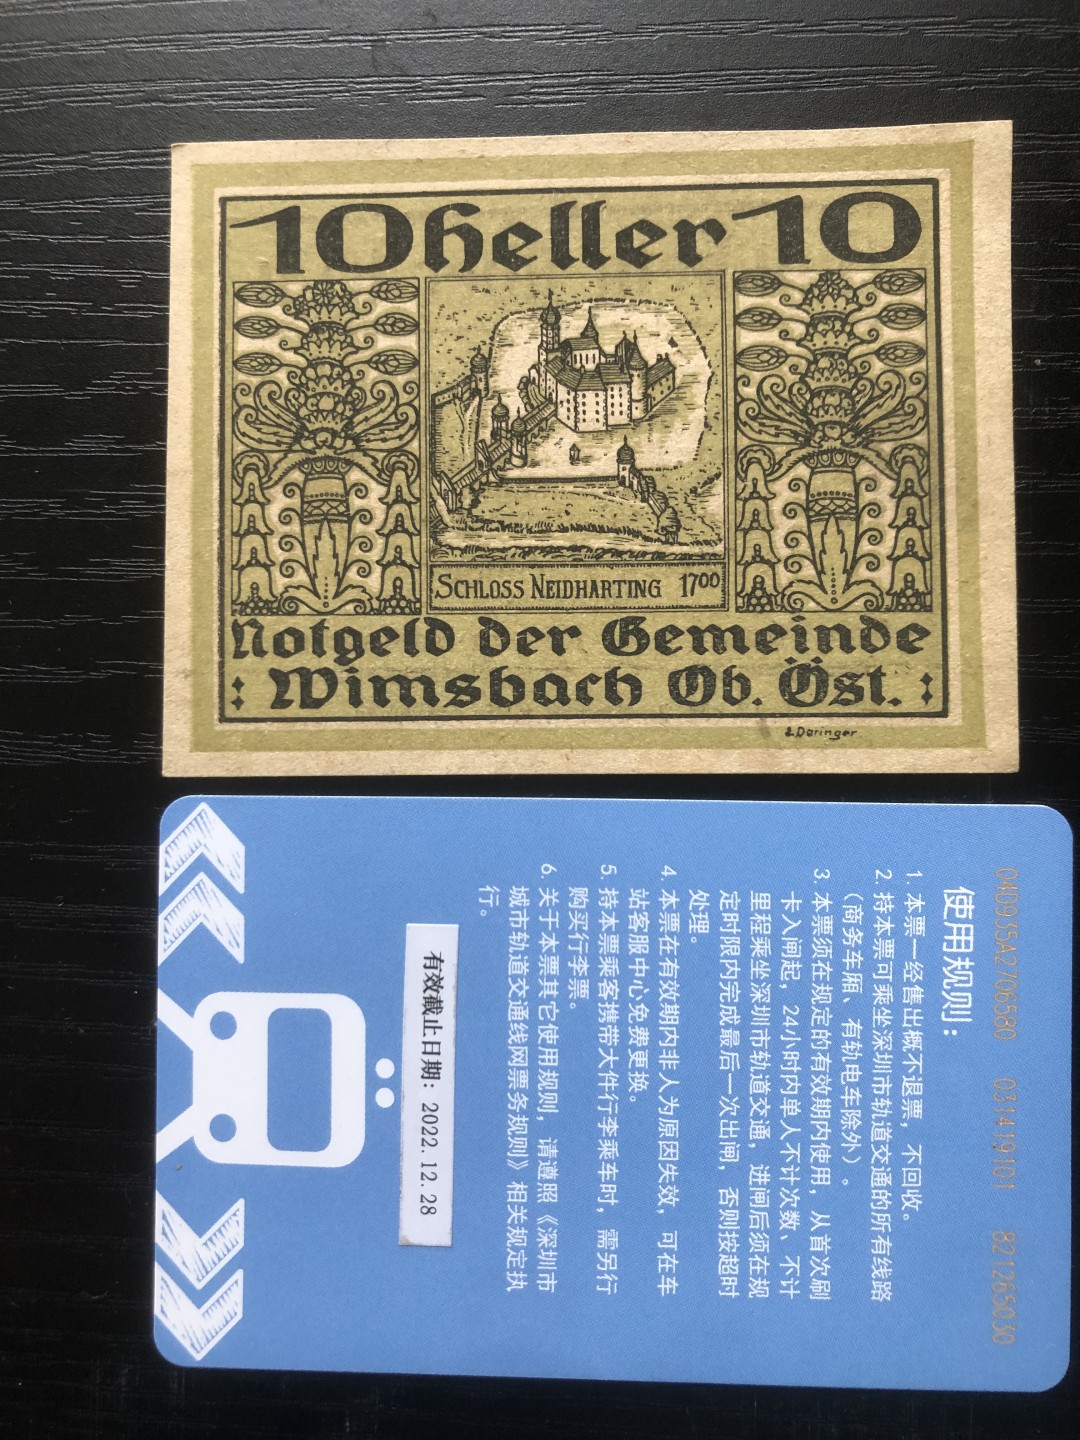 10 Heller 10
SCHLOSS NEIDHARTING 1700
Notgeld der Gemeinde
: Wimsbach Ob. Öst. :
L.Daringer
040935A2706580 031419101 821265030
使用规则：
1. 本票一经售出概不退票，不回收。
2. 持本票可乘坐深圳市轨道交通的所有线路
（商务车厢、有轨电车除外）。
3. 本票须在规定的有效期内使用，从首次刷
卡入闸起，24小时内单人不计次数、不计
里程乘坐深圳市轨道交通，进闸后须在规
定时限内完成最后一次出闸，否则按超时
处理。
4. 本票在有效期内非人为原因失效，可在车
站客服中心免费更换。
5. 持本票乘客携带大件行李乘车时，需另行
购买行李票。
6. 关于本票其它使用规则，请遵照《深圳市
城市轨道交通线网票务规则》相关规定执
行。
有效截止日期：2022.12.28